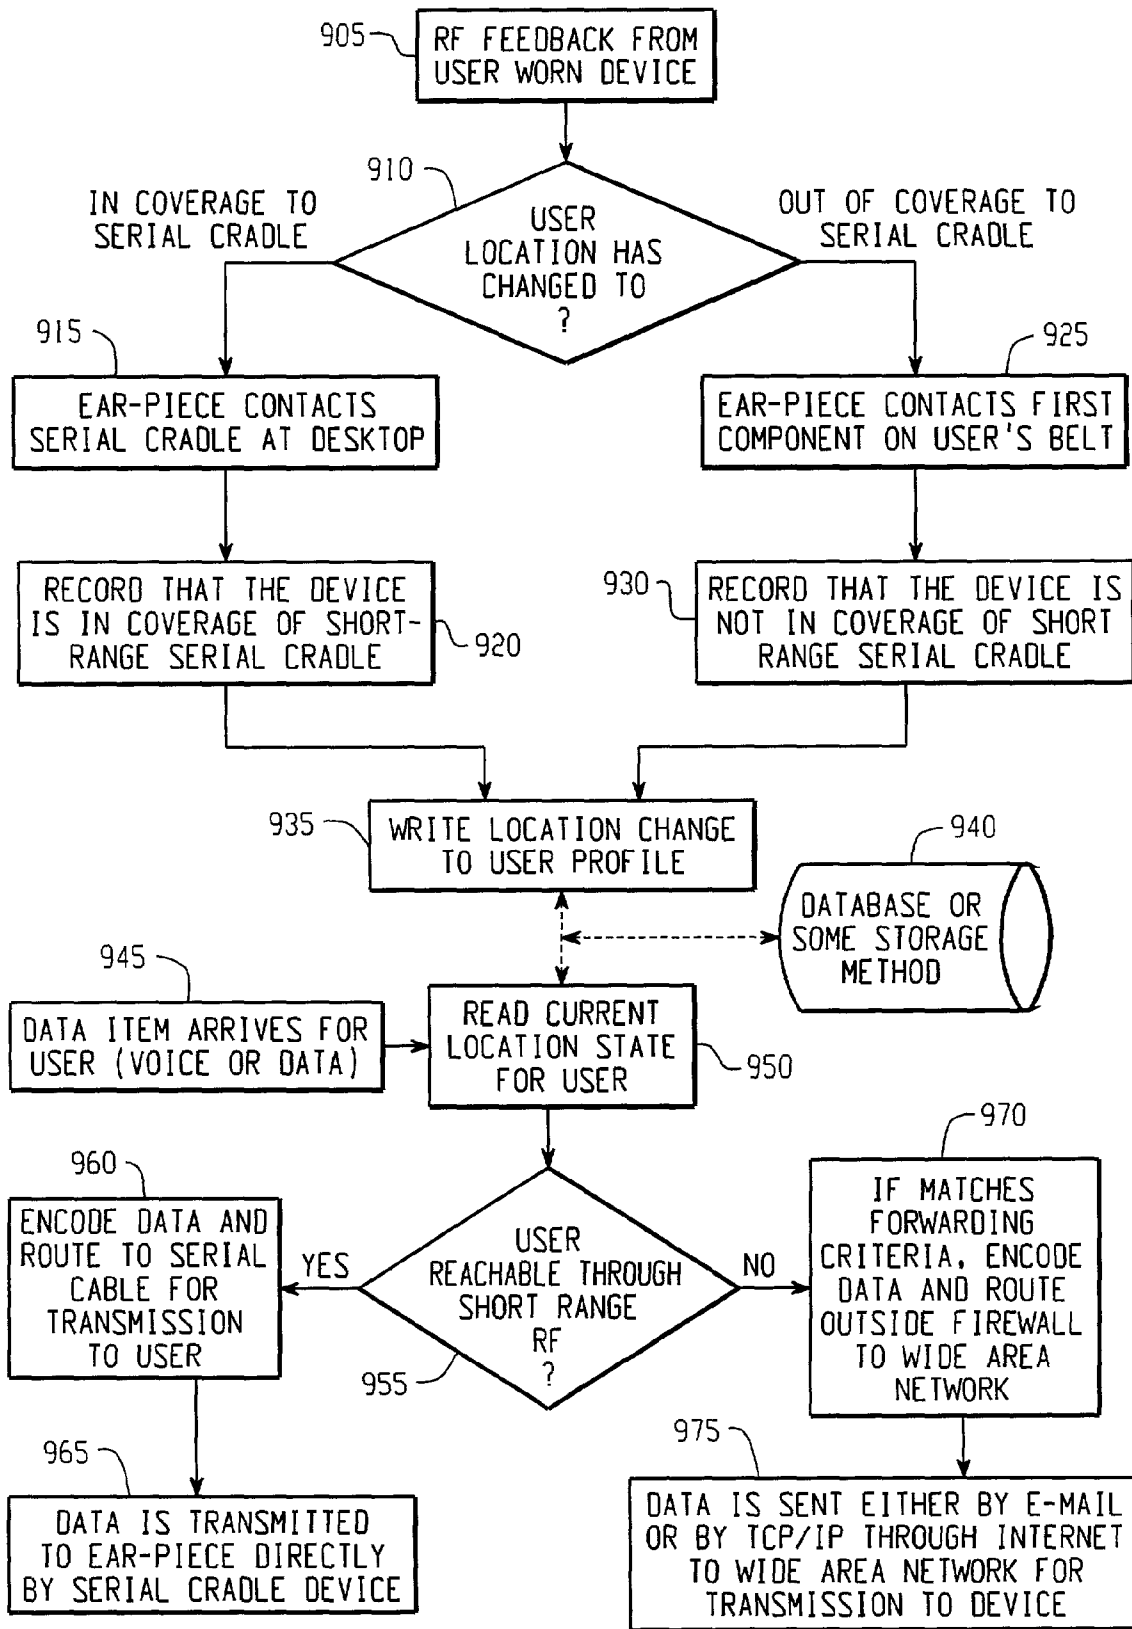 905
RF FEEDBACK FROM
USER WORN DEVICE
910
IN COVERAGE TO
SERIAL CRADLE
USER
LOCATION HAS
CHANGED TO
?
OUT OF COVERAGE TO
SERIAL CRADLE
915
EAR-PIECE CONTACTS
SERIAL CRADLE AT DESKTOP
925
EAR-PIECE CONTACTS FIRST
COMPONENT ON USER'S BELT
RECORD THAT THE DEVICE
IS IN COVERAGE OF SHORT-
RANGE SERIAL CRADLE
920
930
RECORD THAT THE DEVICE IS
NOT IN COVERAGE OF SHORT
RANGE SERIAL CRADLE
935
WRITE LOCATION CHANGE
TO USER PROFILE
940
DATABASE OR
SOME STORAGE
METHOD
945
DATA ITEM ARRIVES FOR
USER (VOICE OR DATA)
READ CURRENT
LOCATION STATE
FOR USER
950
960
ENCODE DATA AND
ROUTE TO SERIAL
CABLE FOR
TRANSMISSION
TO USER
YES
USER
REACHABLE THROUGH
SHORT RANGE
RF
?
955
NO
970
IF MATCHES
FORWARDING
CRITERIA, ENCODE
DATA AND ROUTE
OUTSIDE FIREWALL
TO WIDE AREA
NETWORK
965
DATA IS TRANSMITTED
TO EAR-PIECE DIRECTLY
BY SERIAL CRADLE DEVICE
975
DATA IS SENT EITHER BY E-MAIL
OR BY TCP/IP THROUGH INTERNET
TO WIDE AREA NETWORK FOR
TRANSMISSION TO DEVICE